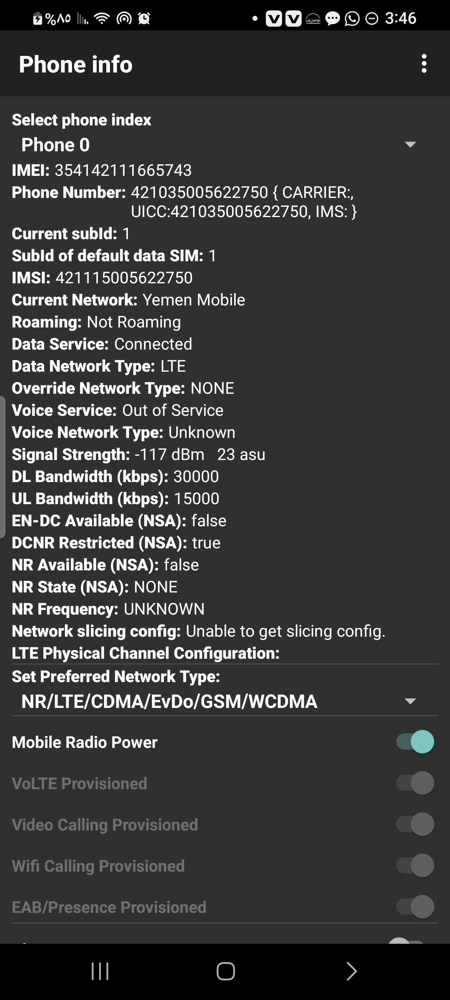 %٨٥
3:46
Phone info
Select phone index
Phone 0
IMEI: 354142111665743
Phone Number: 421035005622750 { CARRIER:,
UICC:421035005622750, IMS: }
Current subId: 1
SubId of default data SIM: 1
IMSI: 421115005622750
Current Network: Yemen Mobile
Roaming: Not Roaming
Data Service: Connected
Data Network Type: LTE
Override Network Type: NONE
Voice Service: Out of Service
Voice Network Type: Unknown
Signal Strength: -117 dBm   23 asu
DL Bandwidth (kbps): 30000
UL Bandwidth (kbps): 15000
EN-DC Available (NSA): false
DCNR Restricted (NSA): true
NR Available (NSA): false
NR State (NSA): NONE
NR Frequency: UNKNOWN
Network slicing config: Unable to get slicing config.
LTE Physical Channel Configuration:
Set Preferred Network Type:
NR/LTE/CDMA/EvDo/GSM/WCDMA
Mobile Radio Power
VoLTE Provisioned
Video Calling Provisioned
Wifi Calling Provisioned
EAB/Presence Provisioned